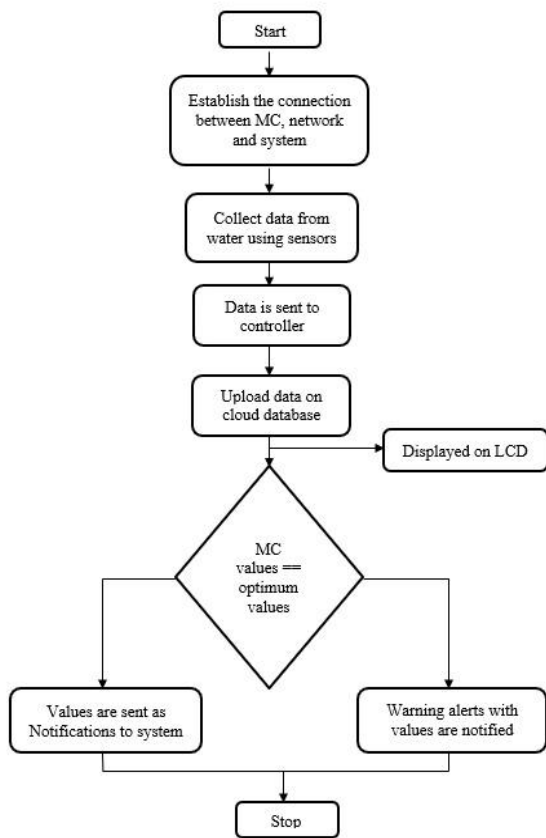 Start
Establish the connection
between MC, network
and system
Collect data from
water using sensors
Data is sent to
controller
Upload data on
cloud database
Displayed on LCD
MC
values ==
optimum
values
Values are sent as
Notifications to system
Warning alerts with
values are notified
Stop